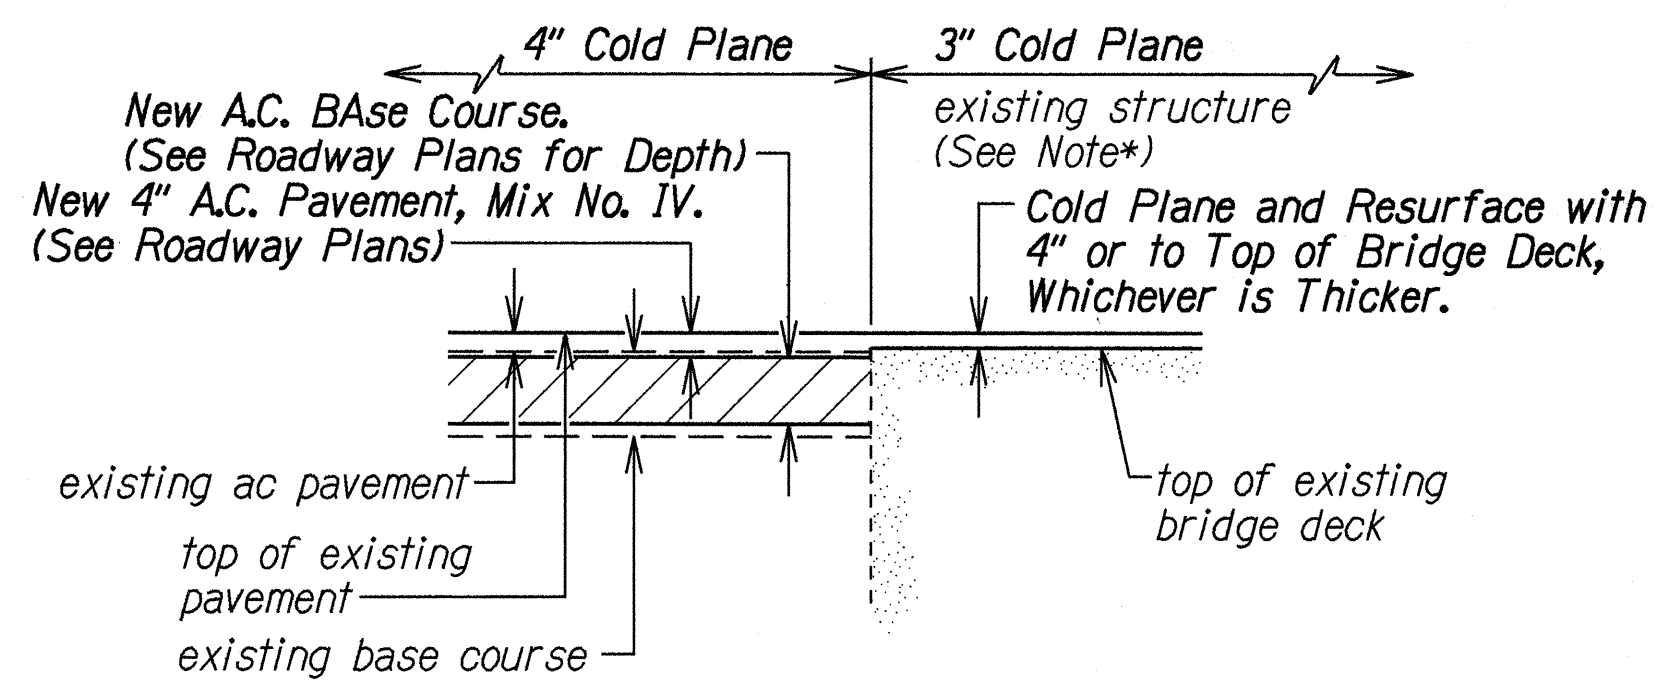 4" Cold Plane
3" Cold Plane
New A.C. BAse Course.
(See Roadway Plans for Depth)
New 4" A.C. Pavement, Mix No. IV.
(See Roadway Plans)
existing structure
(See Note*)
Cold Plane and Resurface with
4" or to Top of Bridge Deck,
Whichever is Thicker.
existing ac pavement
top of existing
pavement
existing base course
top of existing
bridge deck